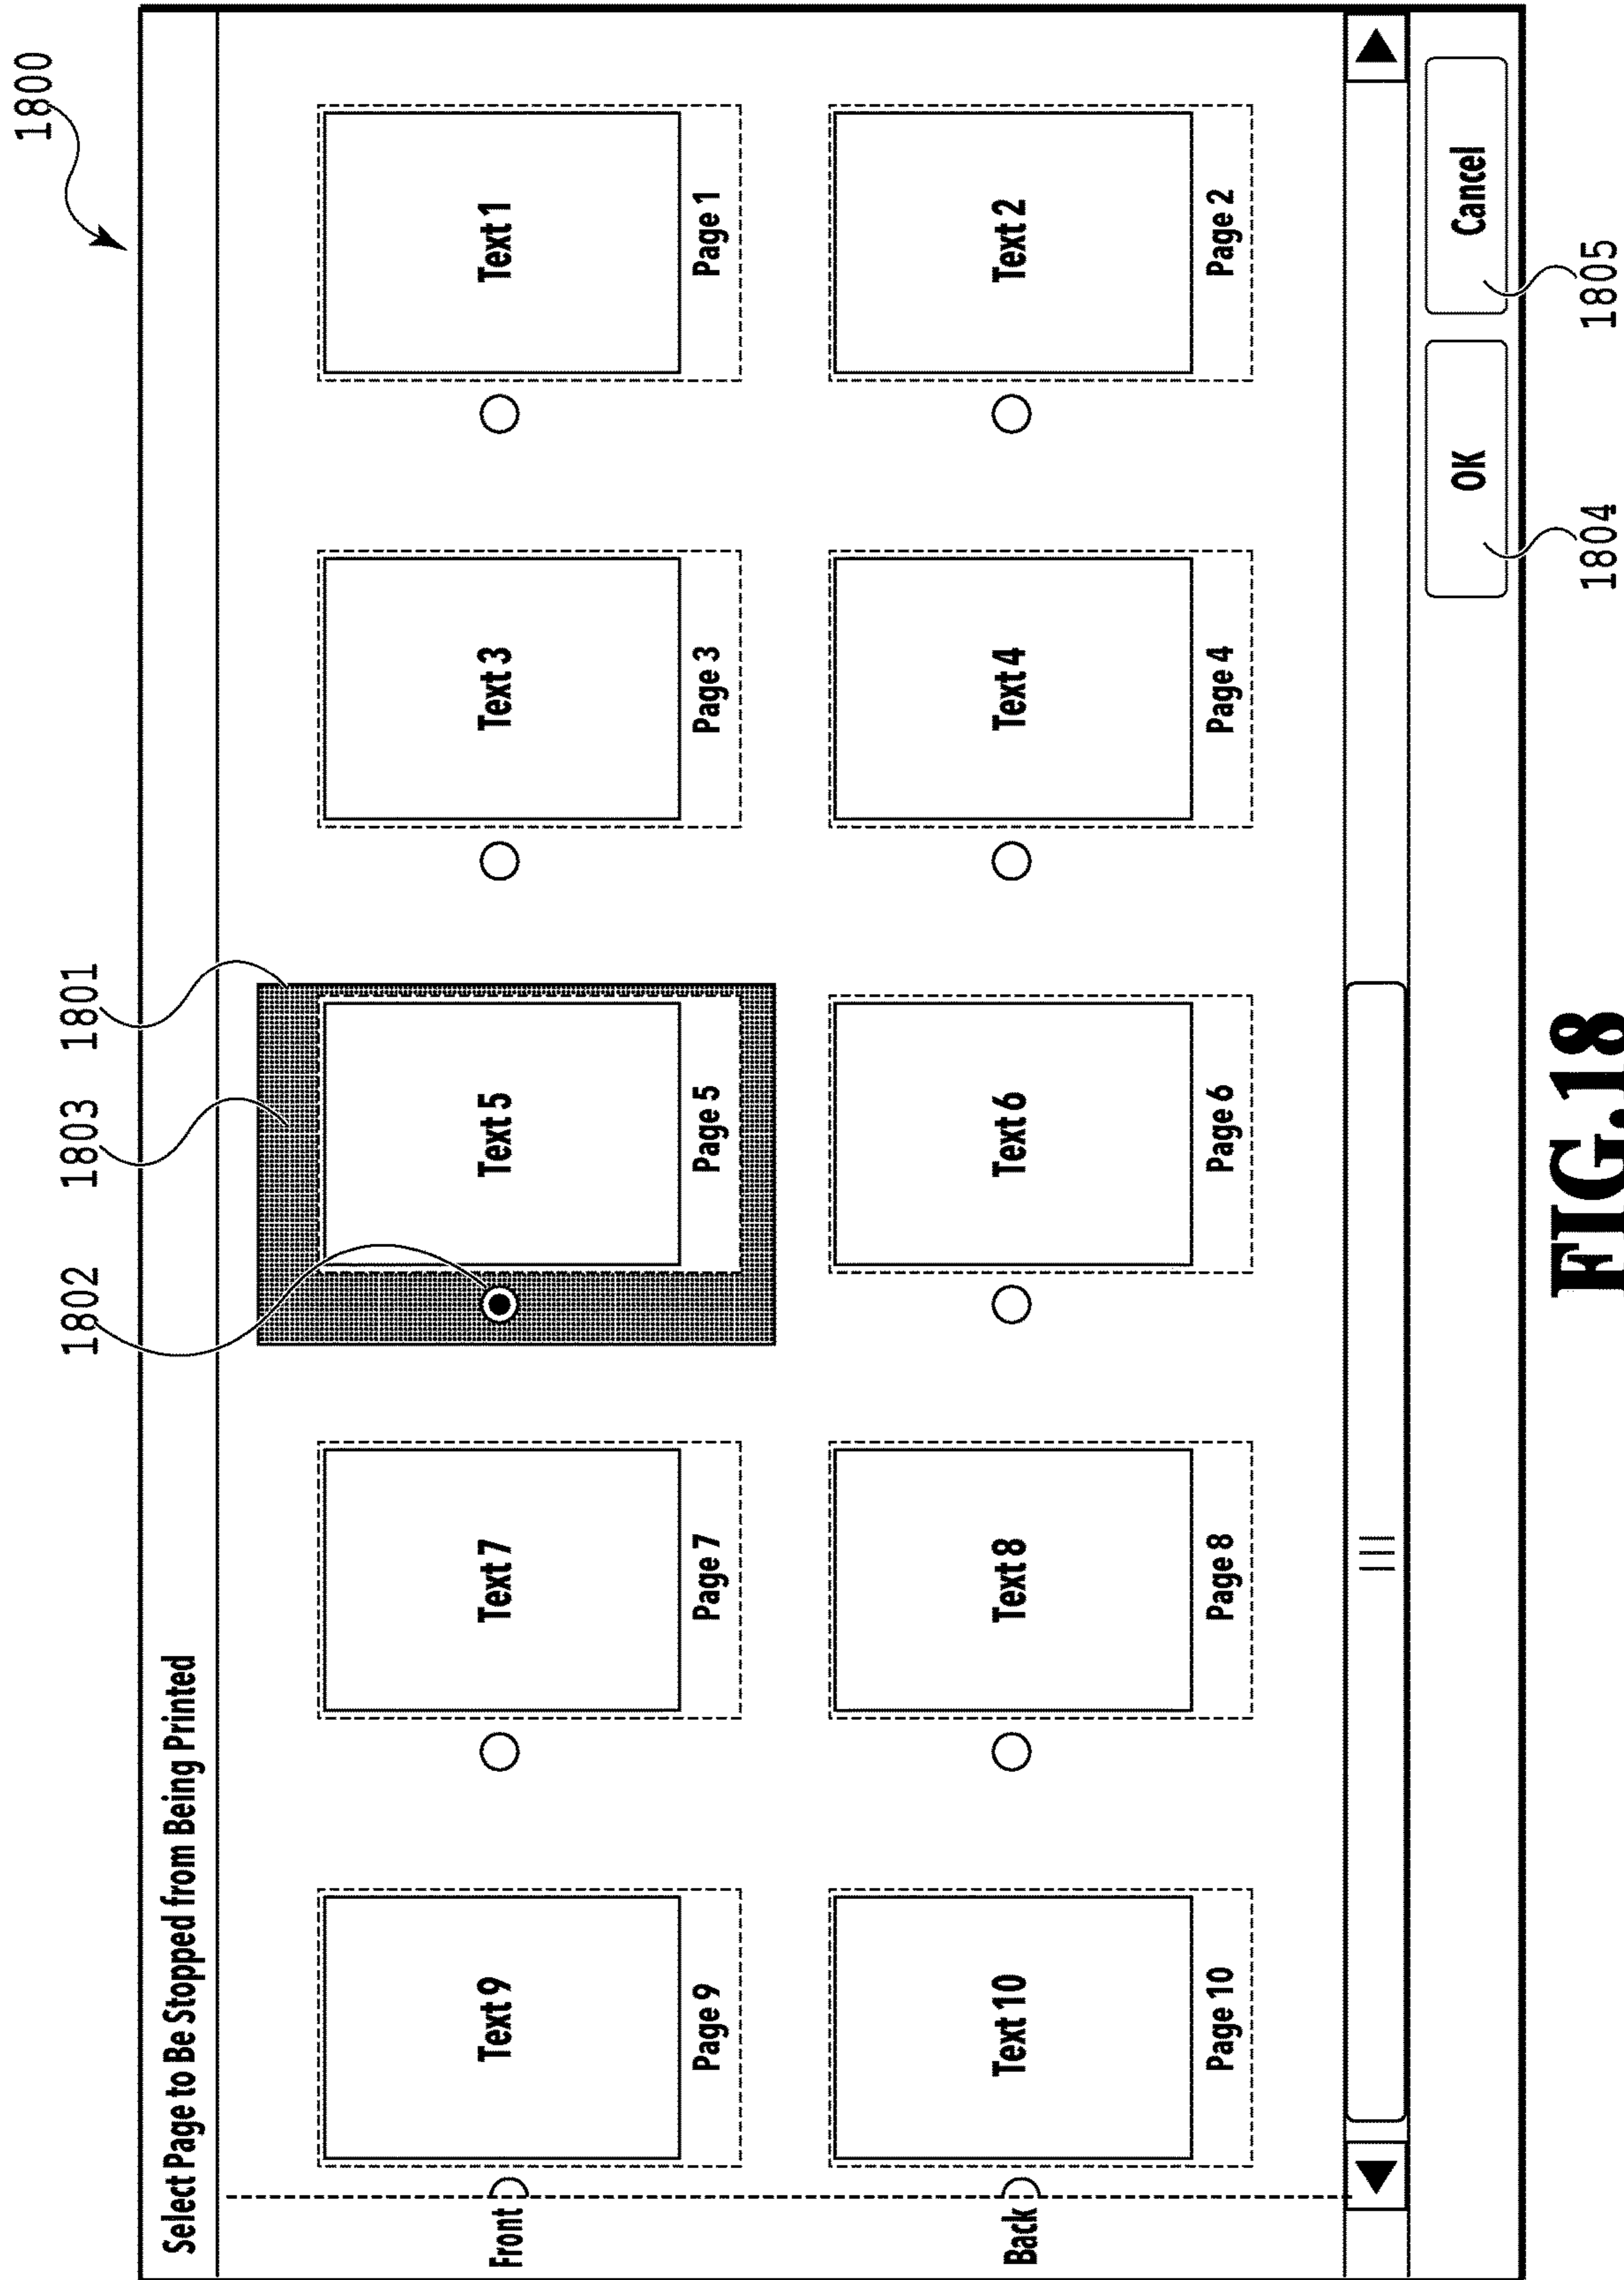 1800
Select Page to Be Stopped from Being Printed
1802
1803
1801
Front
Text 9
Text 7
Text 5
Text 3
Text 1
Page 9
Page 7
Page 5
Page 3
Page 1
Back
Text 10
Text 8
Text 6
Text 4
Text 2
Page 10
Page 8
Page 6
Page 4
Page 2
OK
Cancel
1804
1805
FIG.18